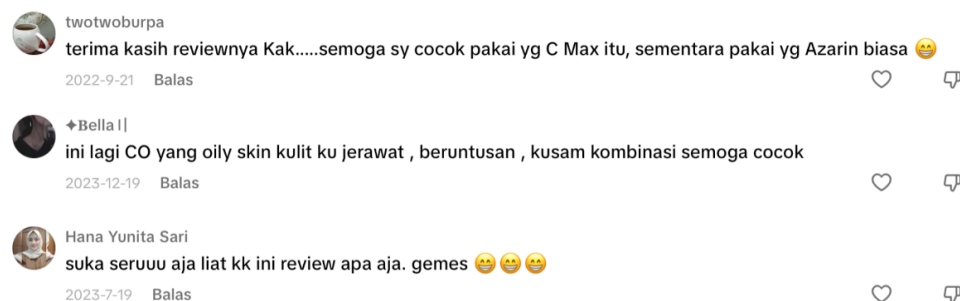 twotwoburpa
terima kasih reviewnya Kak.....semoga sy cocok pakai yg C Max itu, sementara pakai yg Azarin biasa 😁
2022-9-21 Balas
✦𝐁ella〢
ini lagi CO yang oily skin kulit ku jerawat , beruntusan , kusam kombinasi semoga cocok
2023-12-19 Balas
Hana Yunita Sari
suka seruuu aja liat kk ini review apa aja. gemes 😁😁😁
2023-7-19 Balas